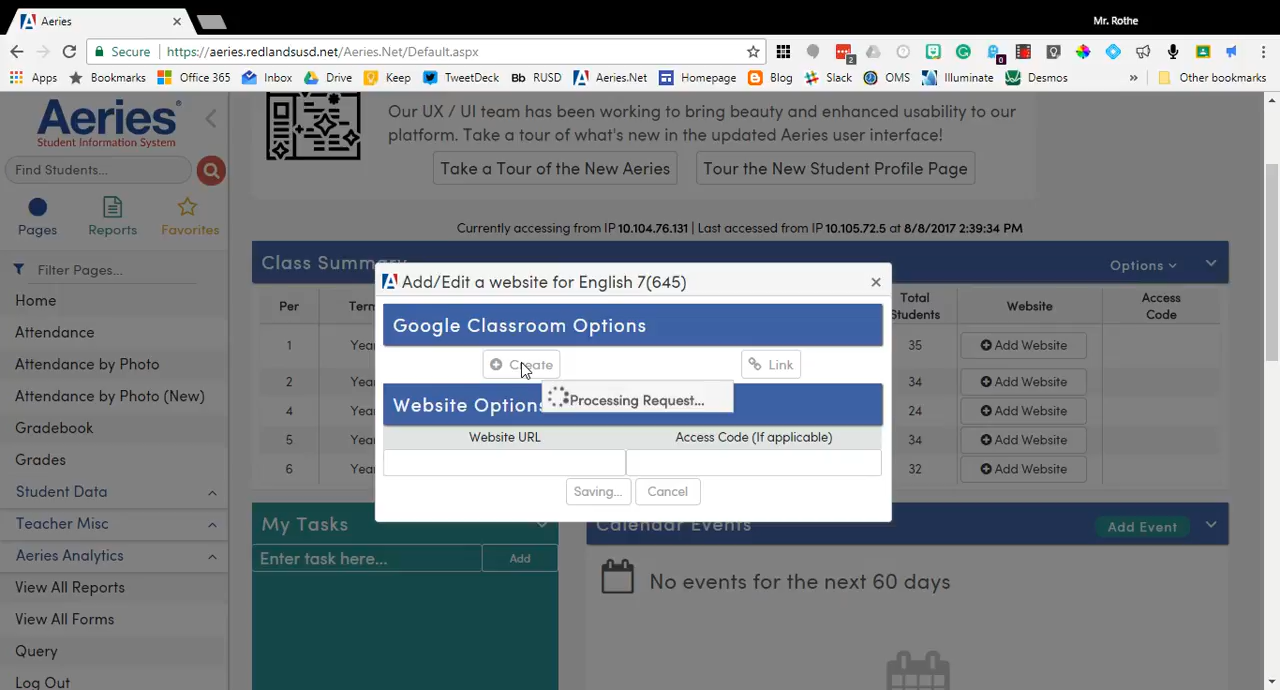 Mr. Rothe
Aeries
Secure
https://aeries.redlandsusd.net/Aeries.Net/Default.aspx
2
0
Apps
Bookmarks
Office 365
Inbox
Drive
Keep
TweetDeck
Bb RUSD
Aeries.Net
Homepage
Blog
Slack
OMS
Illuminate
Desmos
»
Other bookmarks
Aeries
Student Information System
Find Students...
Pages
Reports
Favorites
Filter Pages...
Home
Attendance
Attendance by Photo
Attendance by Photo (New)
Gradebook
Grades
Student Data
Teacher Misc
Aeries Analytics
View All Reports
View All Forms
Query
Log Out
Our UX / UI team has been working to bring beauty and enhanced usability to our
platform. Take a tour of what's new in the updated Aeries user interface!
Take a Tour of the New Aeries
Tour the New Student Profile Page
Currently accessing from IP 10.104.76.131 | Last accessed from IP 10.105.72.5 at 8/8/2017 2:39:34 PM
Class Summary
Options
Per
Term
Total
Students
Website
Access
Code
1 Year 35 Add Website
2 Year 34 Add Website
4 Year 24 Add Website
5 Year 34 Add Website
6 Year 32 Add Website
Add/Edit a website for English 7(645)
Google Classroom Options
Create
Link
Processing Request...
Website Options
Website URL
Access Code (If applicable)
Saving...
Cancel
My Tasks
Enter task here...
Add
Calendar Events
Add Event
No events for the next 60 days